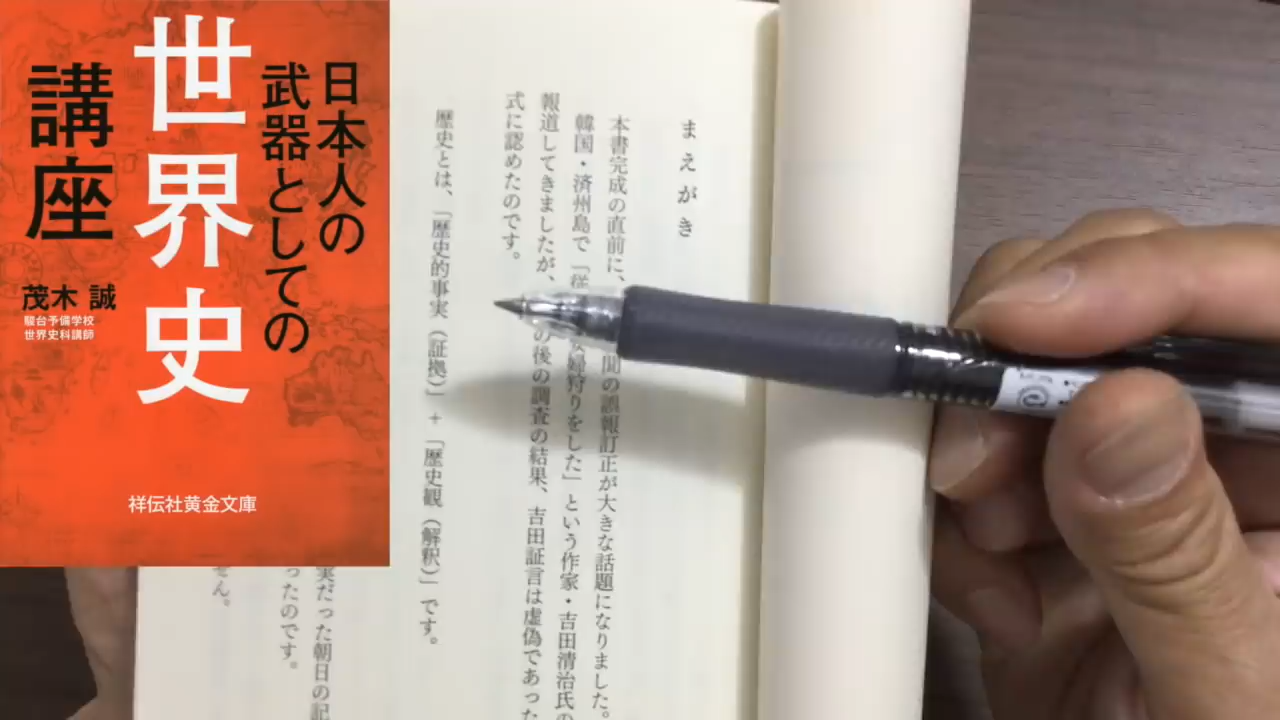 日本人の
武器としての
世界史
講座
茂木 誠
駿台予備学校
世界史科講師
祥伝社黄金文庫
まえがき
本書完成の直前に、
聞の誤報訂正が大きな話題になりました。
韓国・済州島で「従
婦狩りをした」という作家・吉田清治氏の
報道してきましたが、
の後の調査の結果、吉田証言は虚偽であった
式に認めたのです。
歴史とは、「歴史的事実（証拠）」＋「歴史観（解釈）」です。
実だった朝日の記
ったのです。
せん。